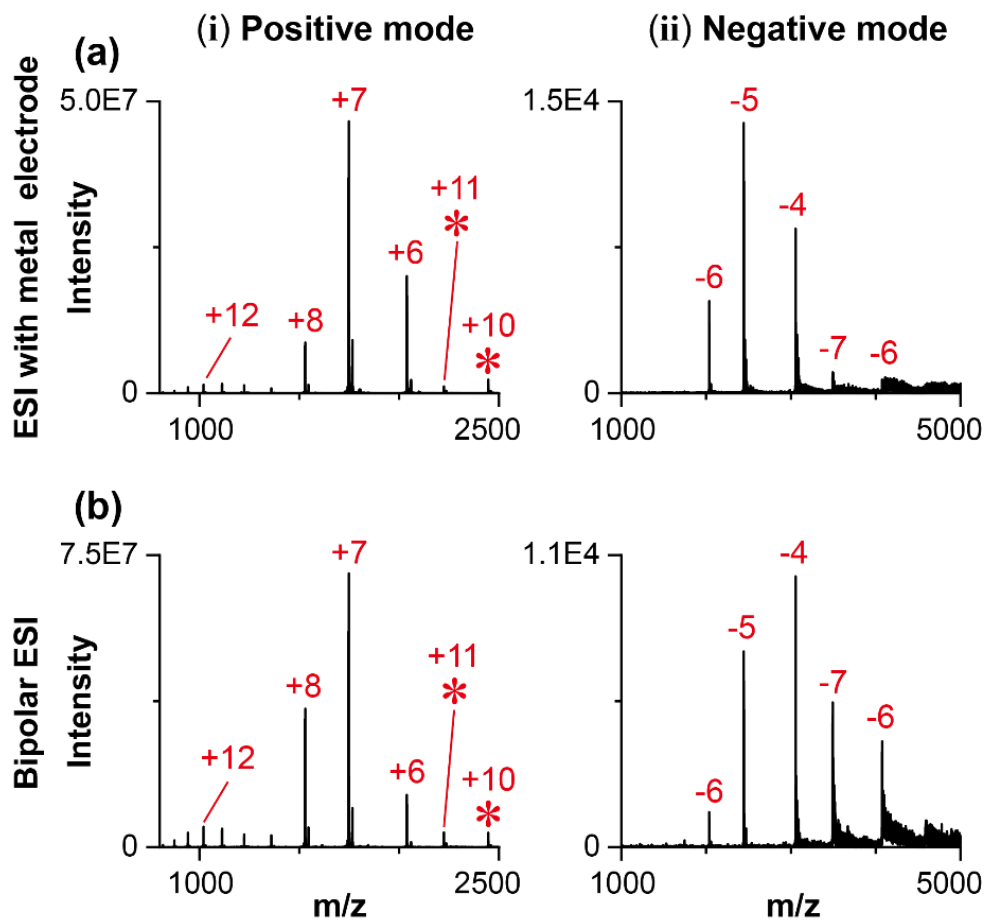 (i) Positive mode
(ii) Negative mode
(a)
ESI with metal electrode
Intensity
5.0E7
0
+12
+8
+7
+6
+11
*
+10
*
1000
2500
1.5E4
-6
-5
-4
-7
-6
1000
5000
(b)
Bipolar ESI
Intensity
7.5E7
0
+12
+8
+7
+6
+11
*
+10
*
1000
2500
m/z
1.1E4
-6
-5
-4
-7
-6
1000
5000
m/z